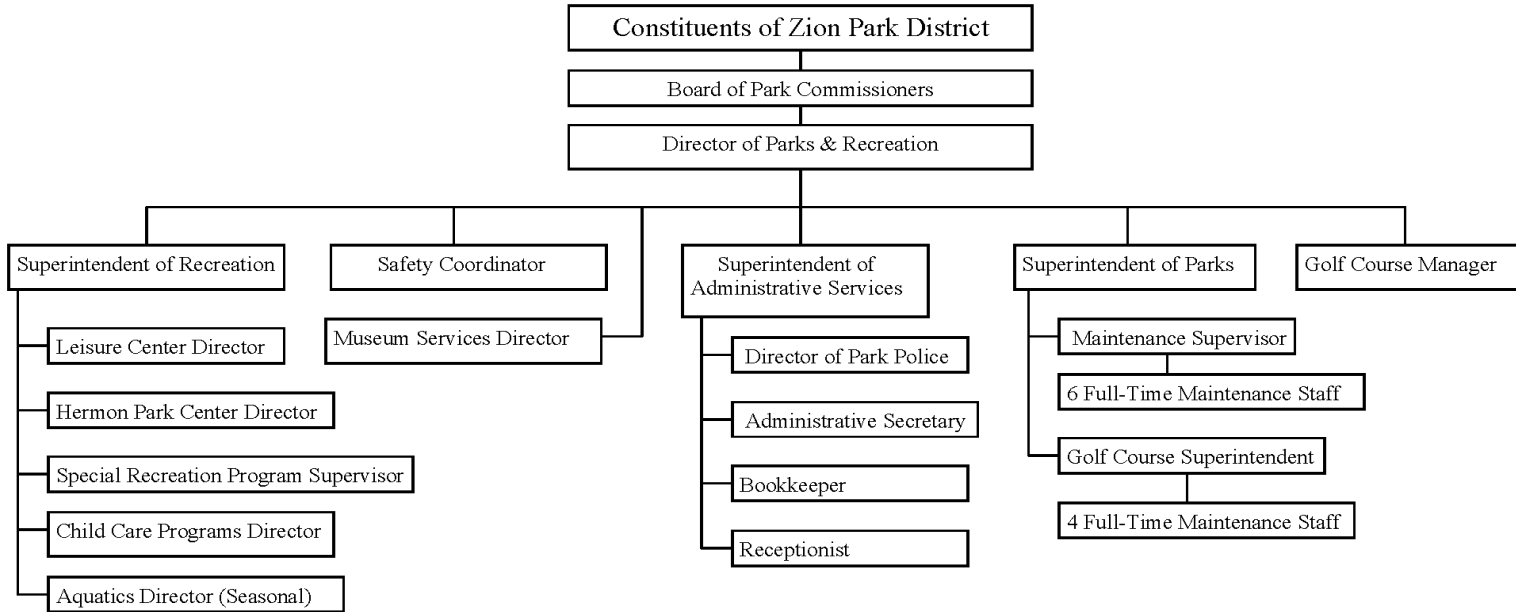 Constituents of Zion Park District
Board of Park Commissioners
Director of Parks & Recreation
Superintendent of Recreation
Leisure Center Director
Hermon Park Center Director
Special Recreation Program Supervisor
Child Care Programs Director
Aquatics Director (Seasonal)
Safety Coordinator
Museum Services Director
Superintendent of
Administrative Services
Director of Park Police
Administrative Secretary
Bookkeeper
Receptionist
Superintendent of Parks
Maintenance Supervisor
6 Full-Time Maintenance Staff
Golf Course Superintendent
4 Full-Time Maintenance Staff
Golf Course Manager